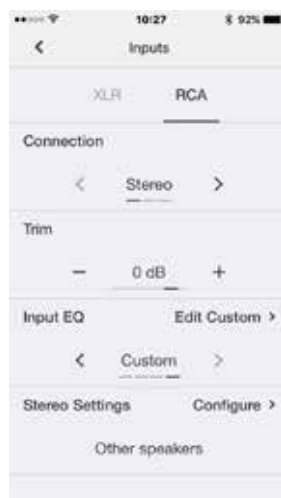 10:27 92%
Inputs
XLR RCA
Connection
Stereo
Trim
− 0 dB +
Input EQ Edit Custom >
< Custom >
Stereo Settings Configure >
Other speakers